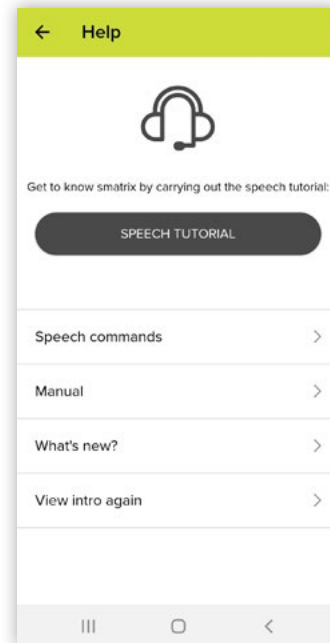 Help
Get to know smatrix by carrying out the speech tutorial:
SPEECH TUTORIAL
Speech commands
Manual
What's new?
View intro again